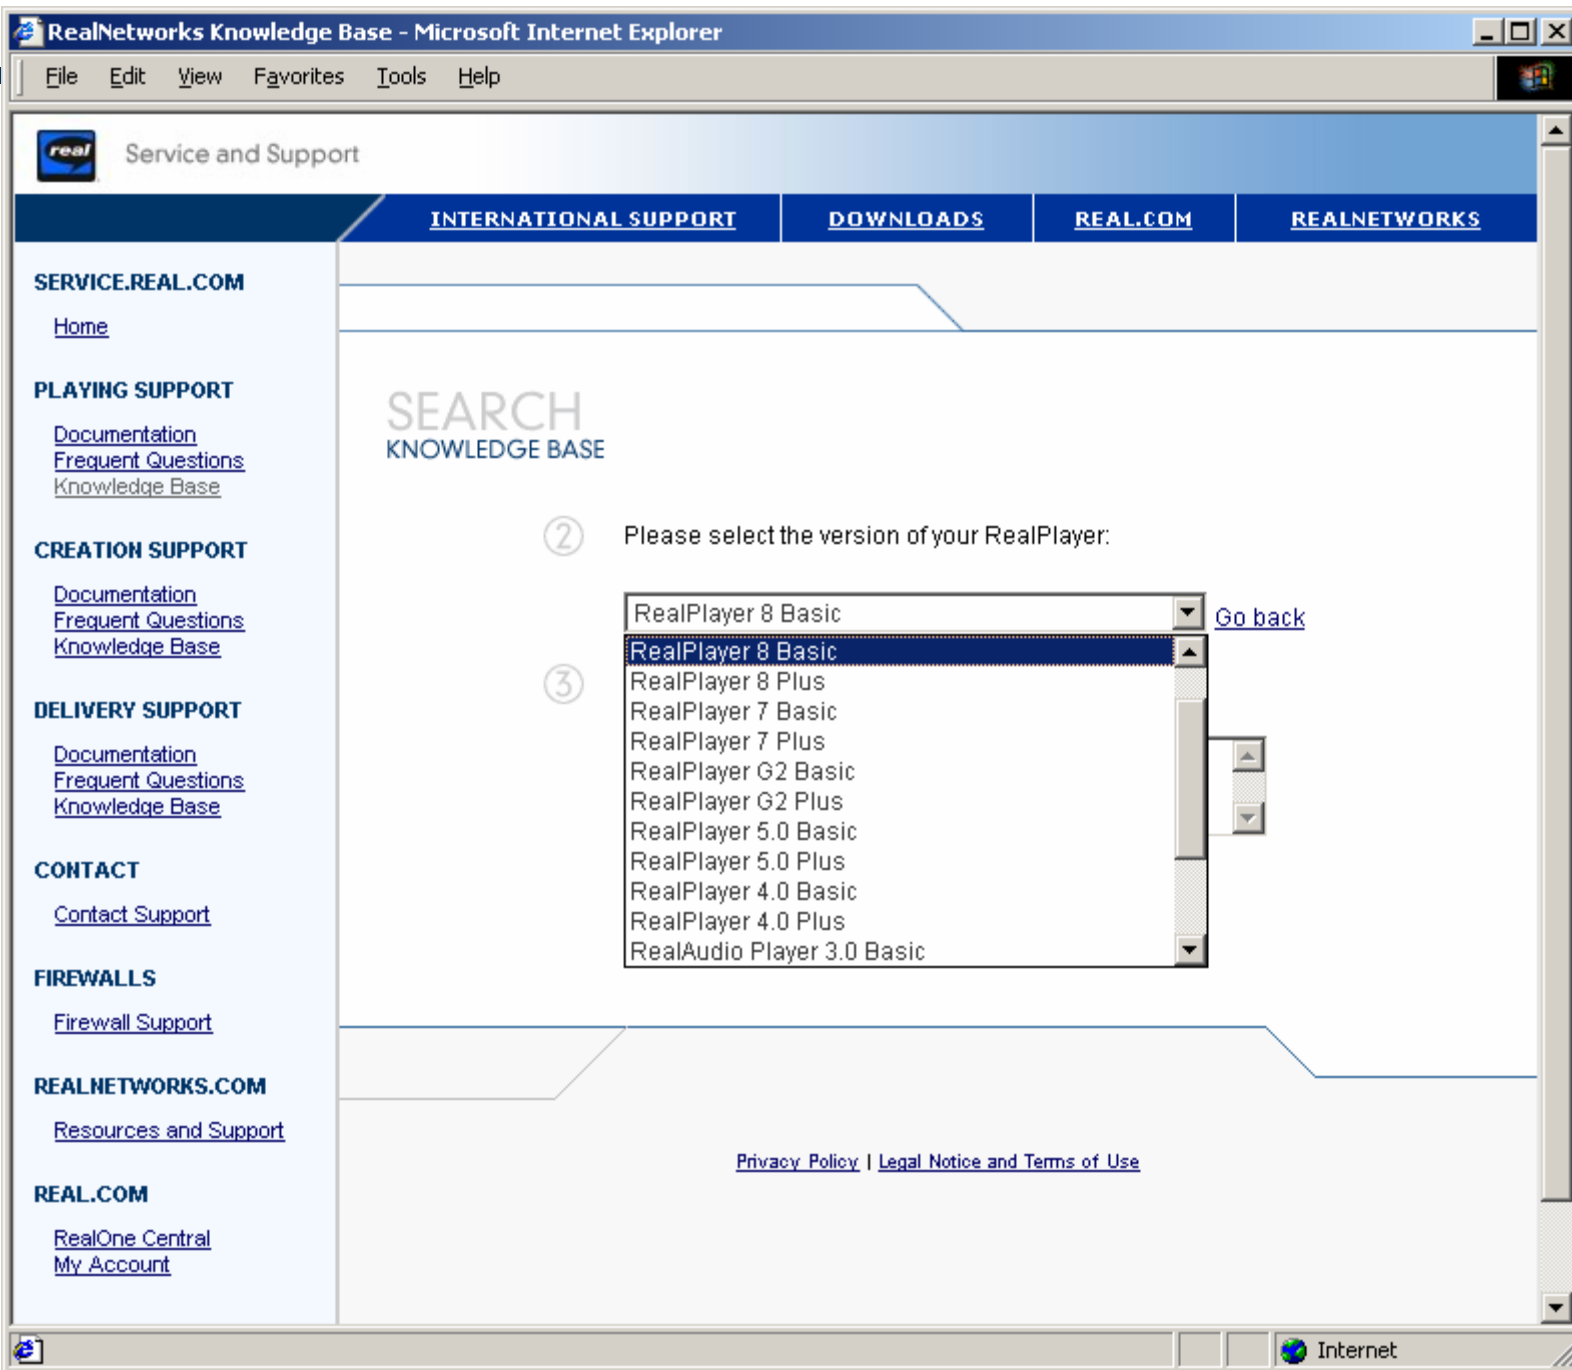 RealNetworks Knowledge Base - Microsoft Internet Explorer
File Edit View Favorites Tools Help
real Service and Support
INTERNATIONAL SUPPORT DOWNLOADS REAL.COM REALNETWORKS
SERVICE.REAL.COM
Home
PLAYING SUPPORT
Documentation
Frequent Questions
Knowledge Base
CREATION SUPPORT
Documentation
Frequent Questions
Knowledge Base
DELIVERY SUPPORT
Documentation
Frequent Questions
Knowledge Base
CONTACT
Contact Support
FIREWALLS
Firewall Support
REALNETWORKS.COM
Resources and Support
REAL.COM
RealOne Central
My Account
SEARCH
KNOWLEDGE BASE
2 Please select the version of your RealPlayer:
RealPlayer 8 Basic Go back
3
RealPlayer 8 Basic
RealPlayer 8 Plus
RealPlayer 7 Basic
RealPlayer 7 Plus
RealPlayer G2 Basic
RealPlayer G2 Plus
RealPlayer 5.0 Basic
RealPlayer 5.0 Plus
RealPlayer 4.0 Basic
RealPlayer 4.0 Plus
RealAudio Player 3.0 Basic
Privacy Policy | Legal Notice and Terms of Use
Internet